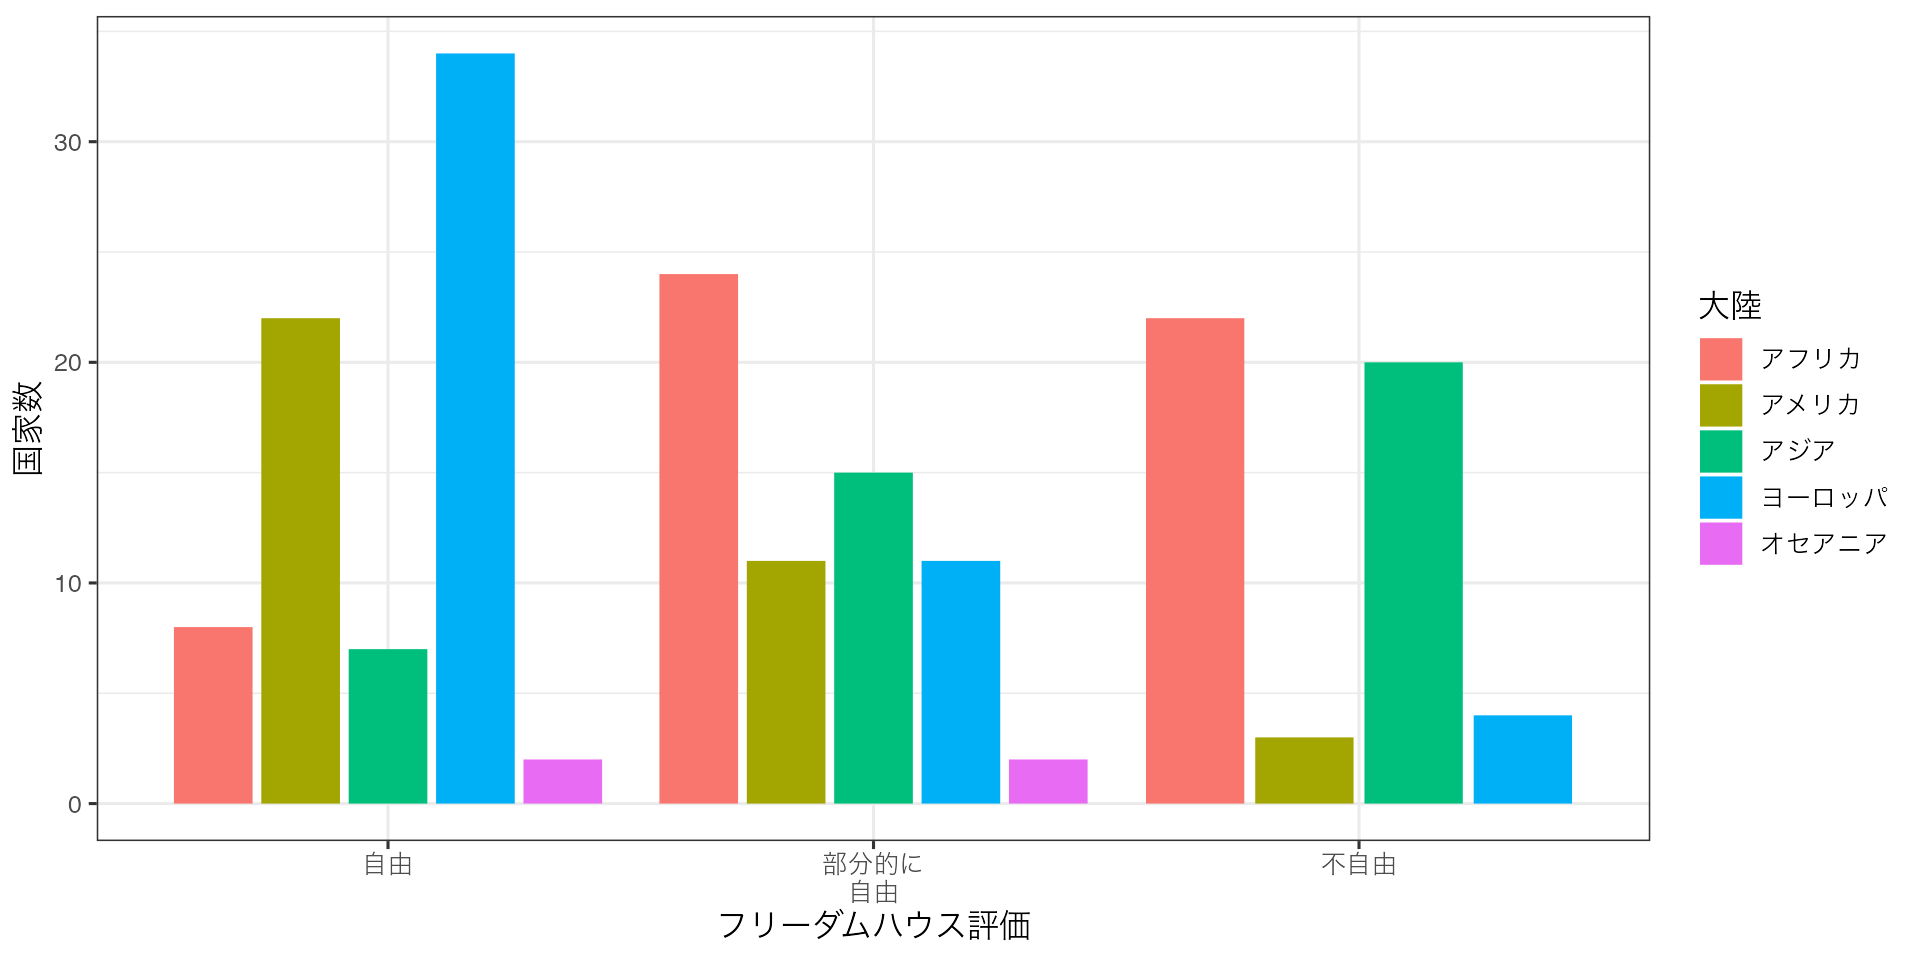 国家数
30
20
10
0
自由
部分的に
自由
不自由
フリーダムハウス評価
大陸
アフリカ
アメリカ
アジア
ヨーロッパ
オセアニア